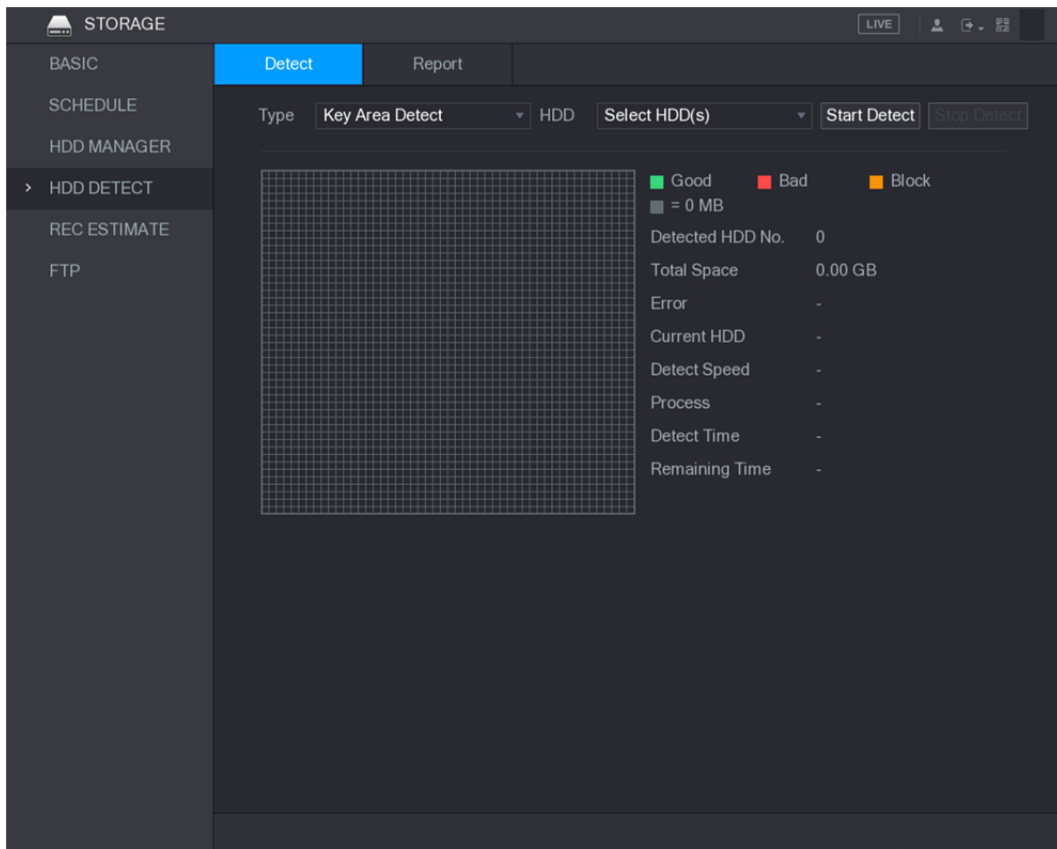 STORAGE
LIVE
BASIC
SCHEDULE
HDD MANAGER
HDD DETECT
REC ESTIMATE
FTP
Detect
Report
Type
Key Area Detect
HDD
Select HDD(s)
Start Detect
Stop Detect
Good
Bad
Block
= 0 MB
Detected HDD No. 0
Total Space 0.00 GB
Error -
Current HDD -
Detect Speed -
Process -
Detect Time -
Remaining Time -